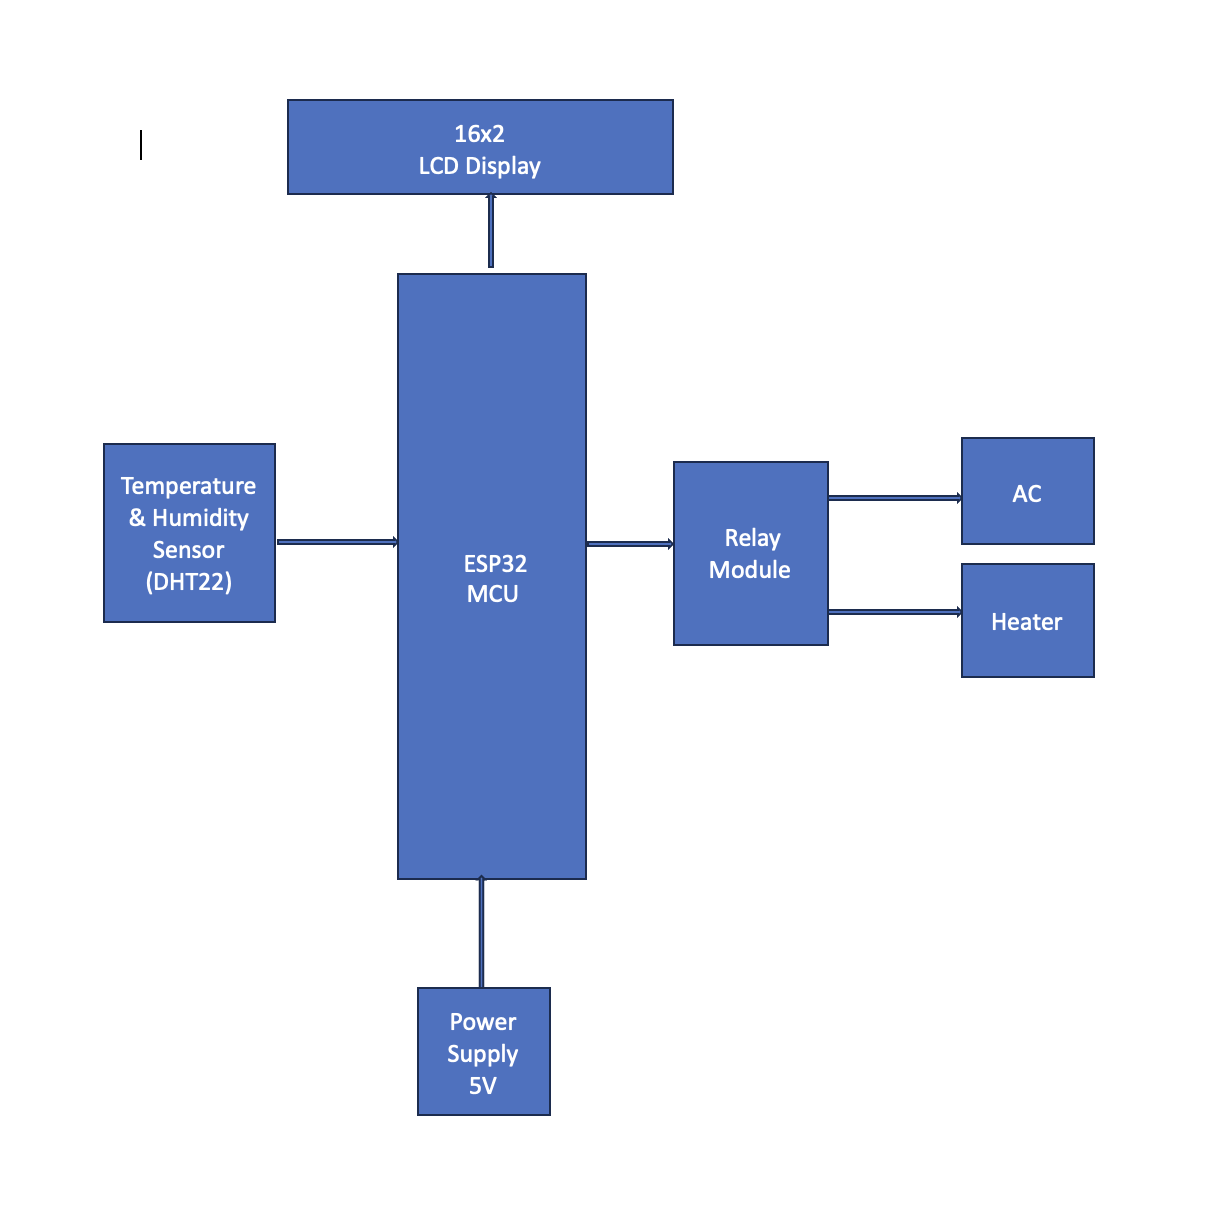 16x2
LCD Display
Temperature
& Humidity
Sensor
(DHT22)
ESP32
MCU
Relay
Module
AC
Heater
Power
Supply
5V